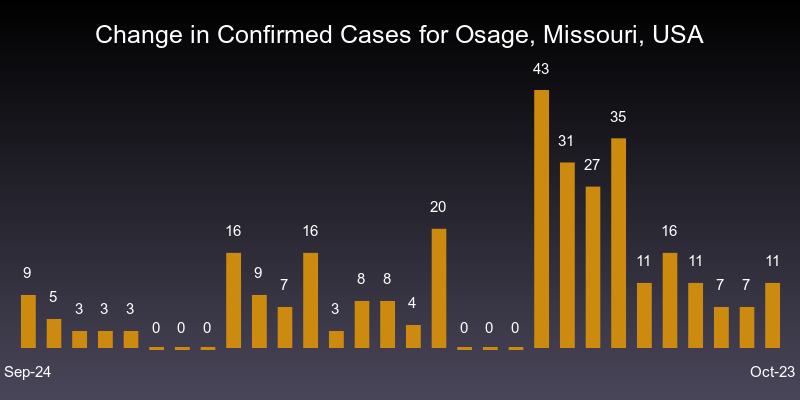 Change in Confirmed Cases for Osage, Missouri, USA
9 5 3 3 3 0 0 0 16 9 7 16 3 8 8 4 20 0 0 0 43 31 27 35 11 16 11 7 7 11
Sep-24 Oct-23